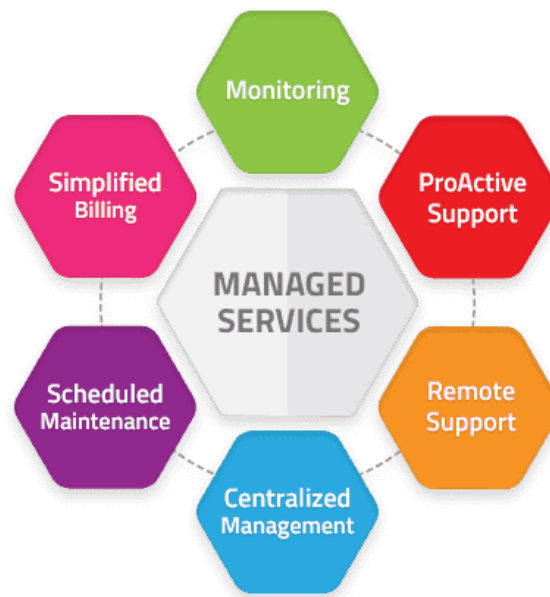 Monitoring
ProActive
Support
Remote
Support
Centralized
Management
Scheduled
Maintenance
Simplified
Billing
MANAGED
SERVICES